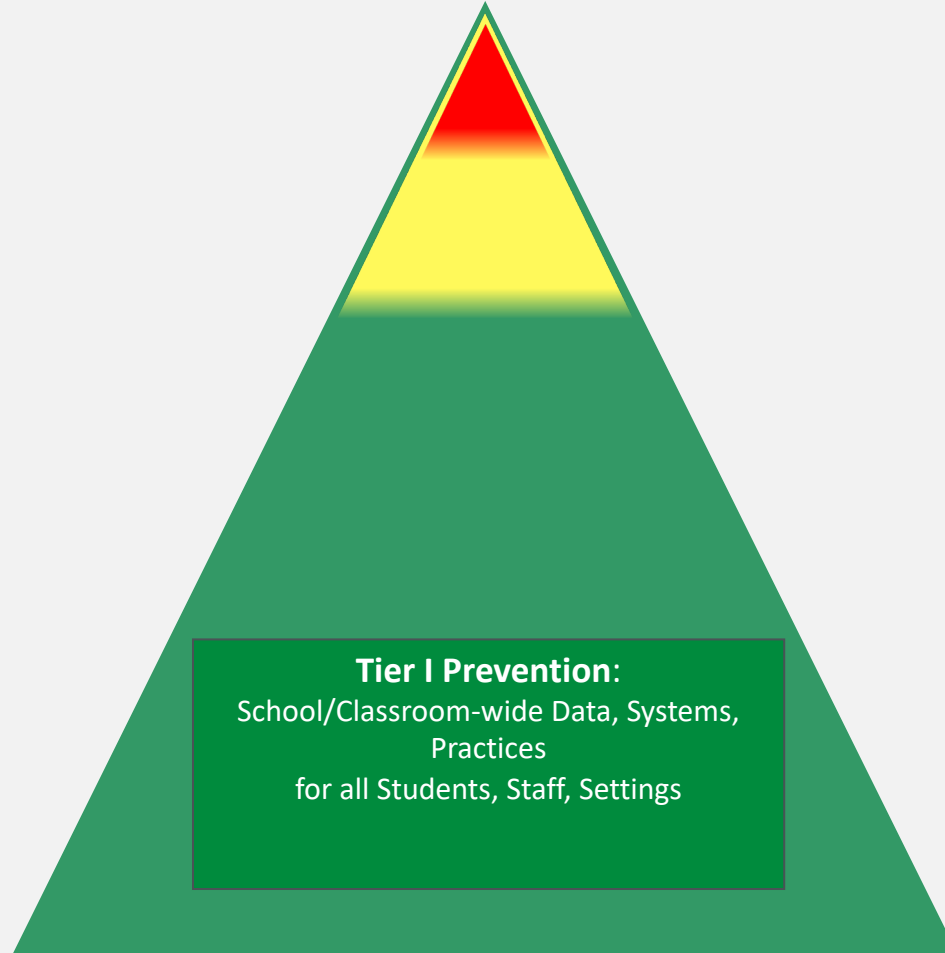 Tier I Prevention:
School/Classroom-wide Data, Systems,
Practices
for all Students, Staff, Settings